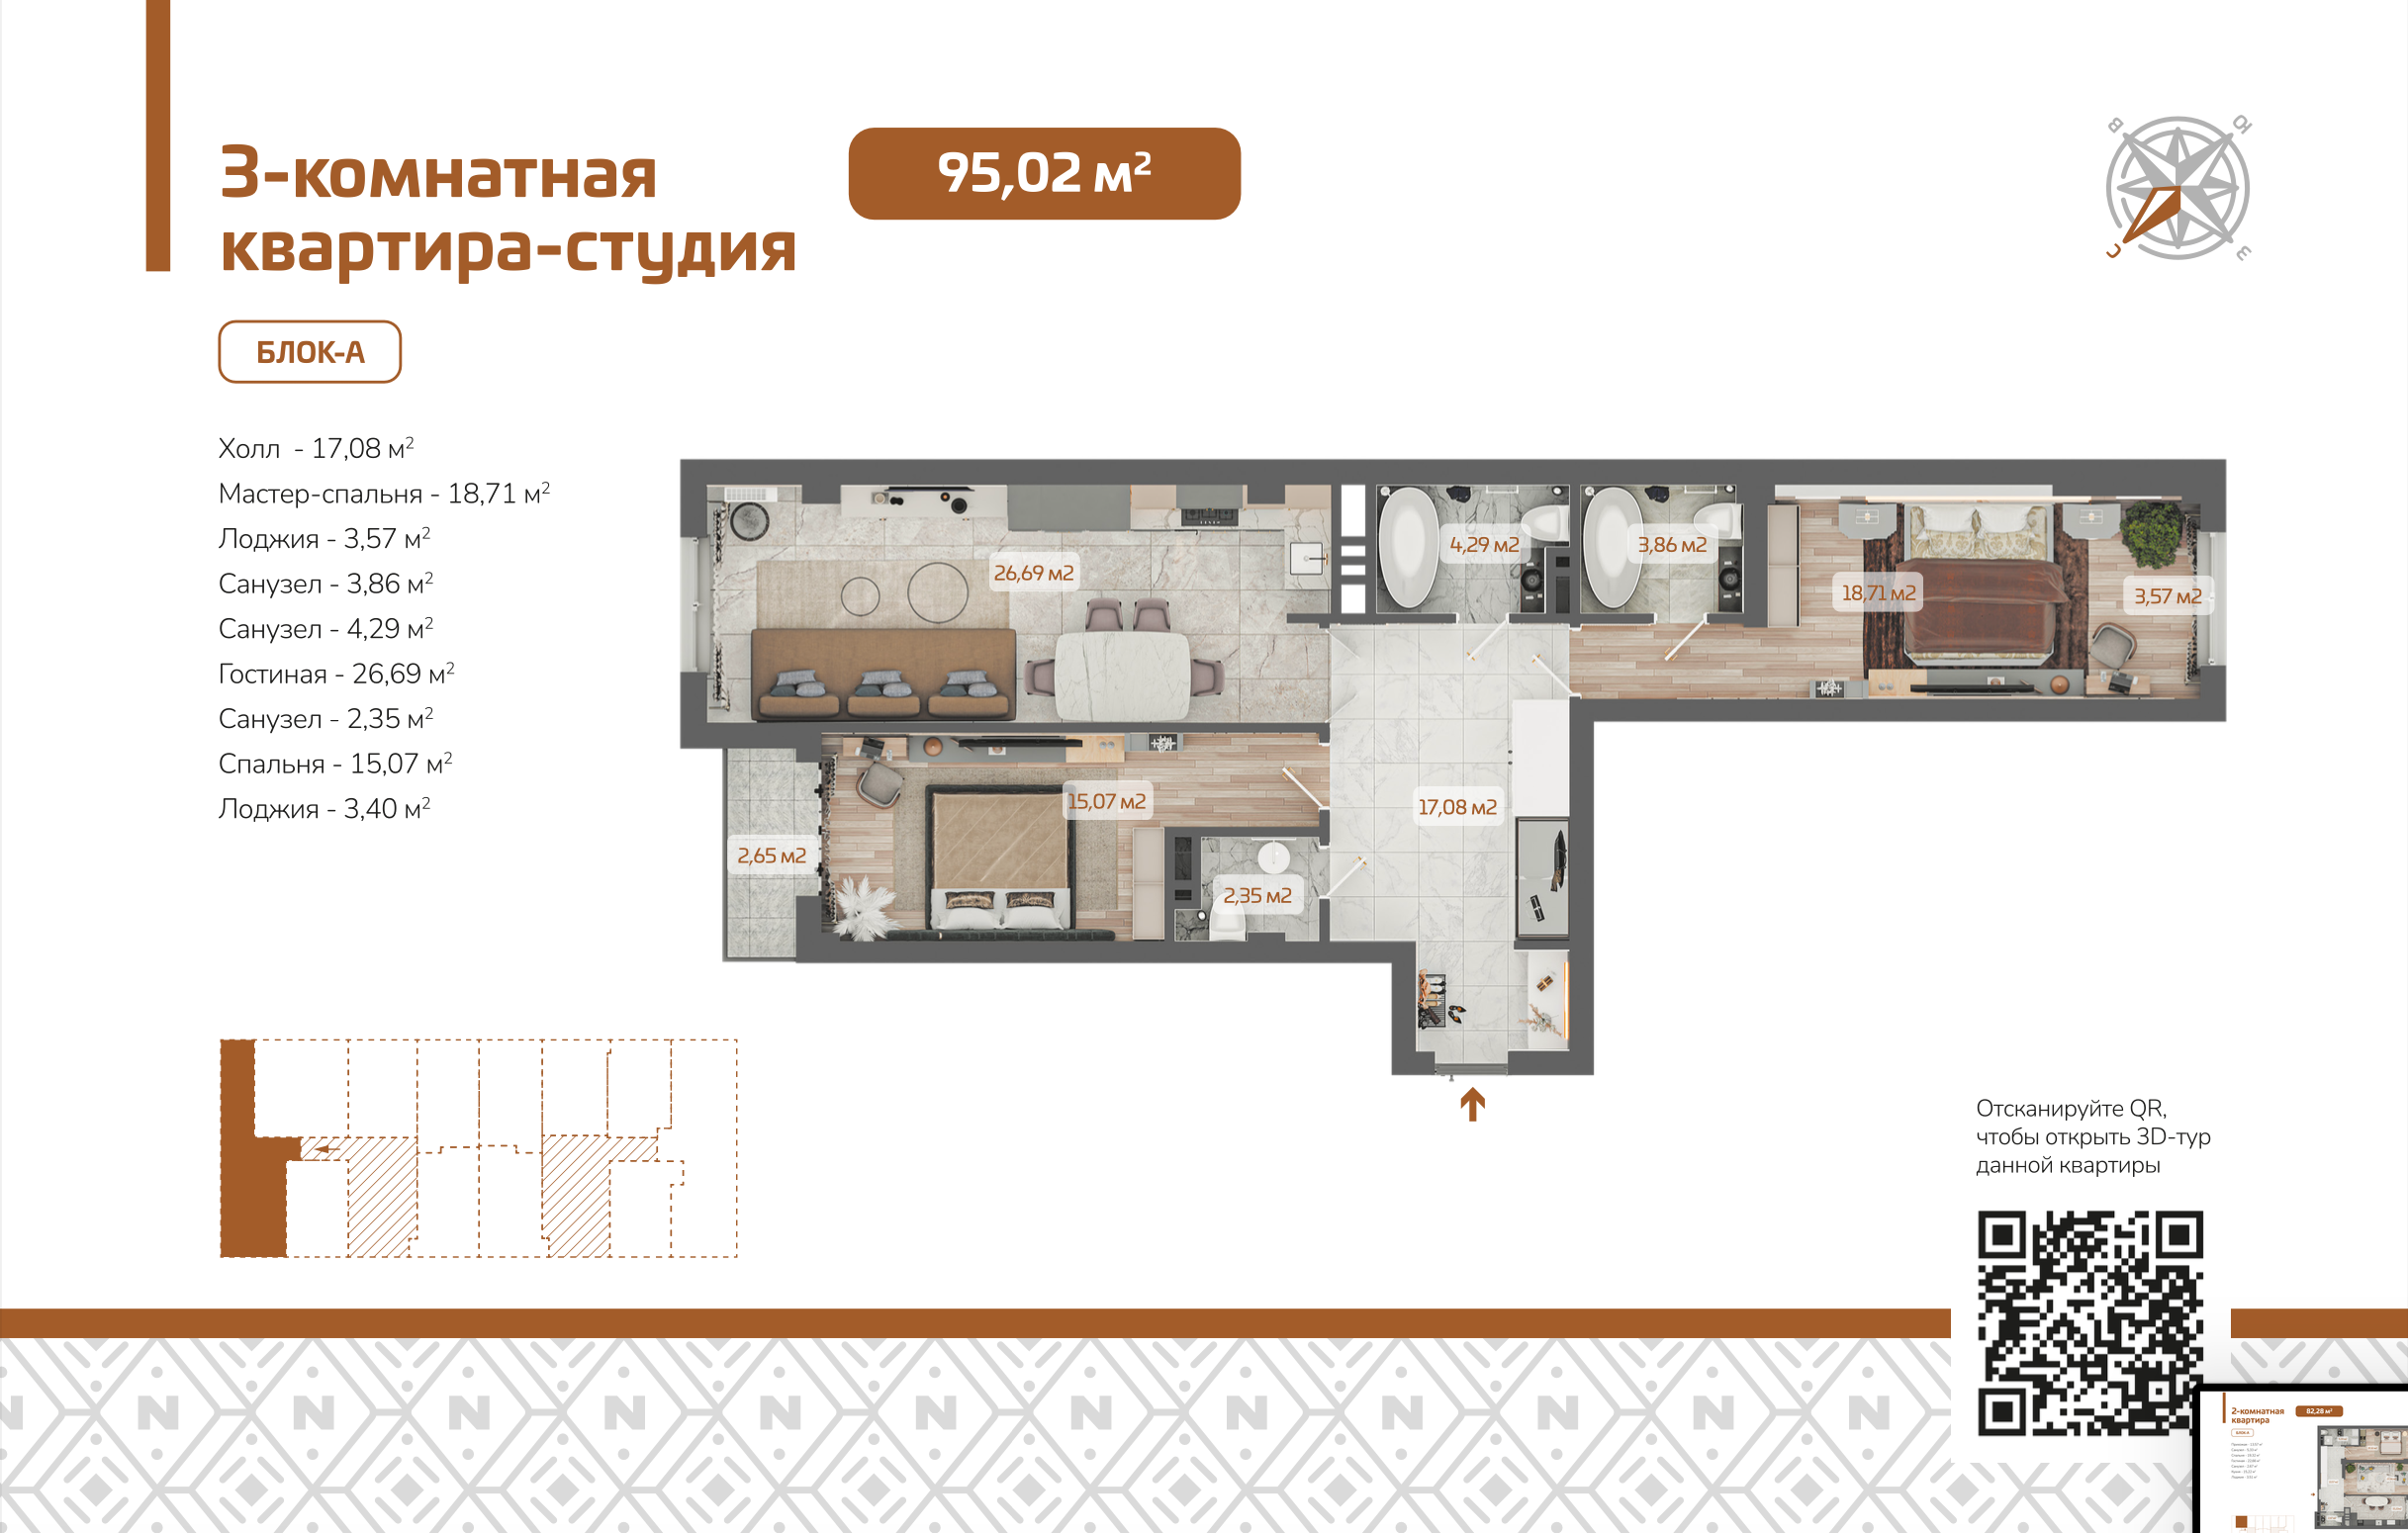 3-комнатная
квартира-студия
95,02 м²
БЛОК-А
Холл - 17,08 м²
Мастер-спальня - 18,71 м²
Лоджия - 3,57 м²
Санузел - 3,86 м²
Санузел - 4,29 м²
Гостиная - 26,69 м²
Санузел - 2,35 м²
Спальня - 15,07 м²
Лоджия - 3,40 м²
В
Ю
С
З
26,69 м2
4,29 м2
3,86 м2
18,71 м2
3,57 м2
15,07 м2
17,08 м2
2,65 м2
2,35 м2
Отсканируйте QR,
чтобы открыть 3D-тур
данной квартиры
N N N N N N N N N N N N N
2-комнатная
квартира
82,28 м²